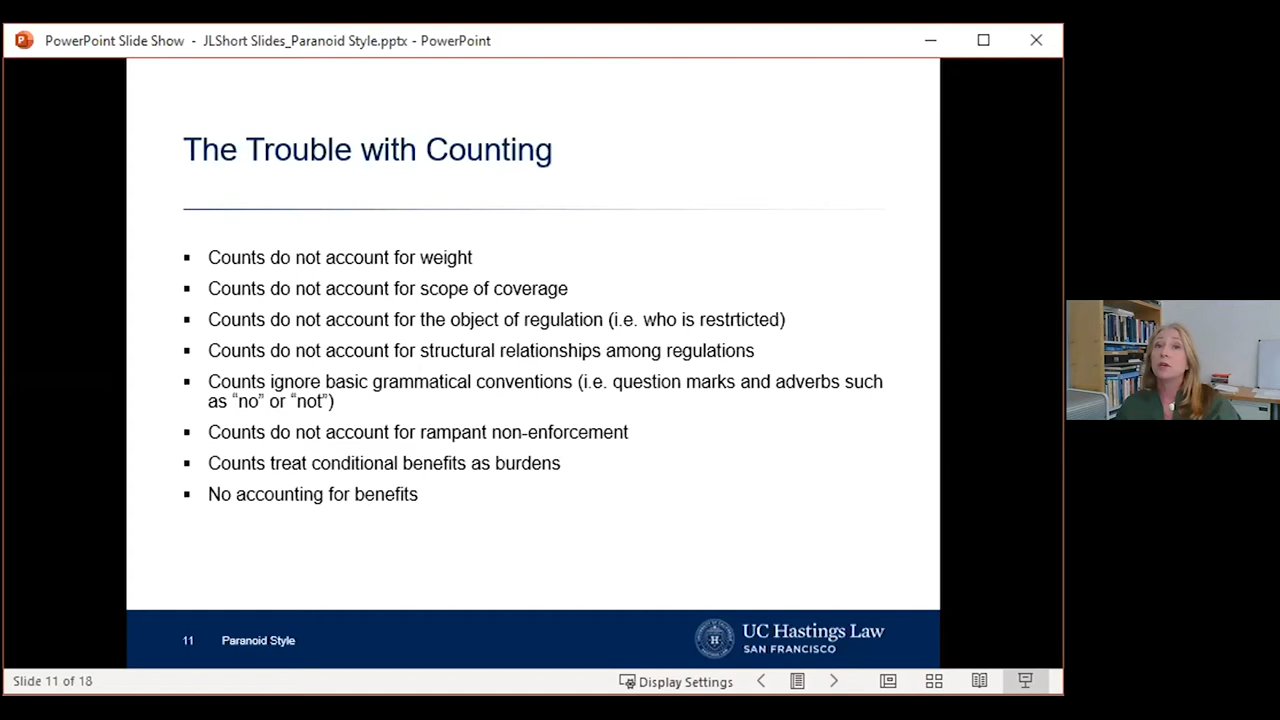 PowerPoint Slide Show - JLShort Slides_Paranoid Style.pptx - PowerPoint
The Trouble with Counting
▪ Counts do not account for weight
▪ Counts do not account for scope of coverage
▪ Counts do not account for the object of regulation (i.e. who is restrticted)
▪ Counts do not account for structural relationships among regulations
▪ Counts ignore basic grammatical conventions (i.e. question marks and adverbs such
as “no” or “not”)
▪ Counts do not account for rampant non-enforcement
▪ Counts treat conditional benefits as burdens
▪ No accounting for benefits
11 Paranoid Style
UC Hastings Law
SAN FRANCISCO
Slide 11 of 18
Display Settings